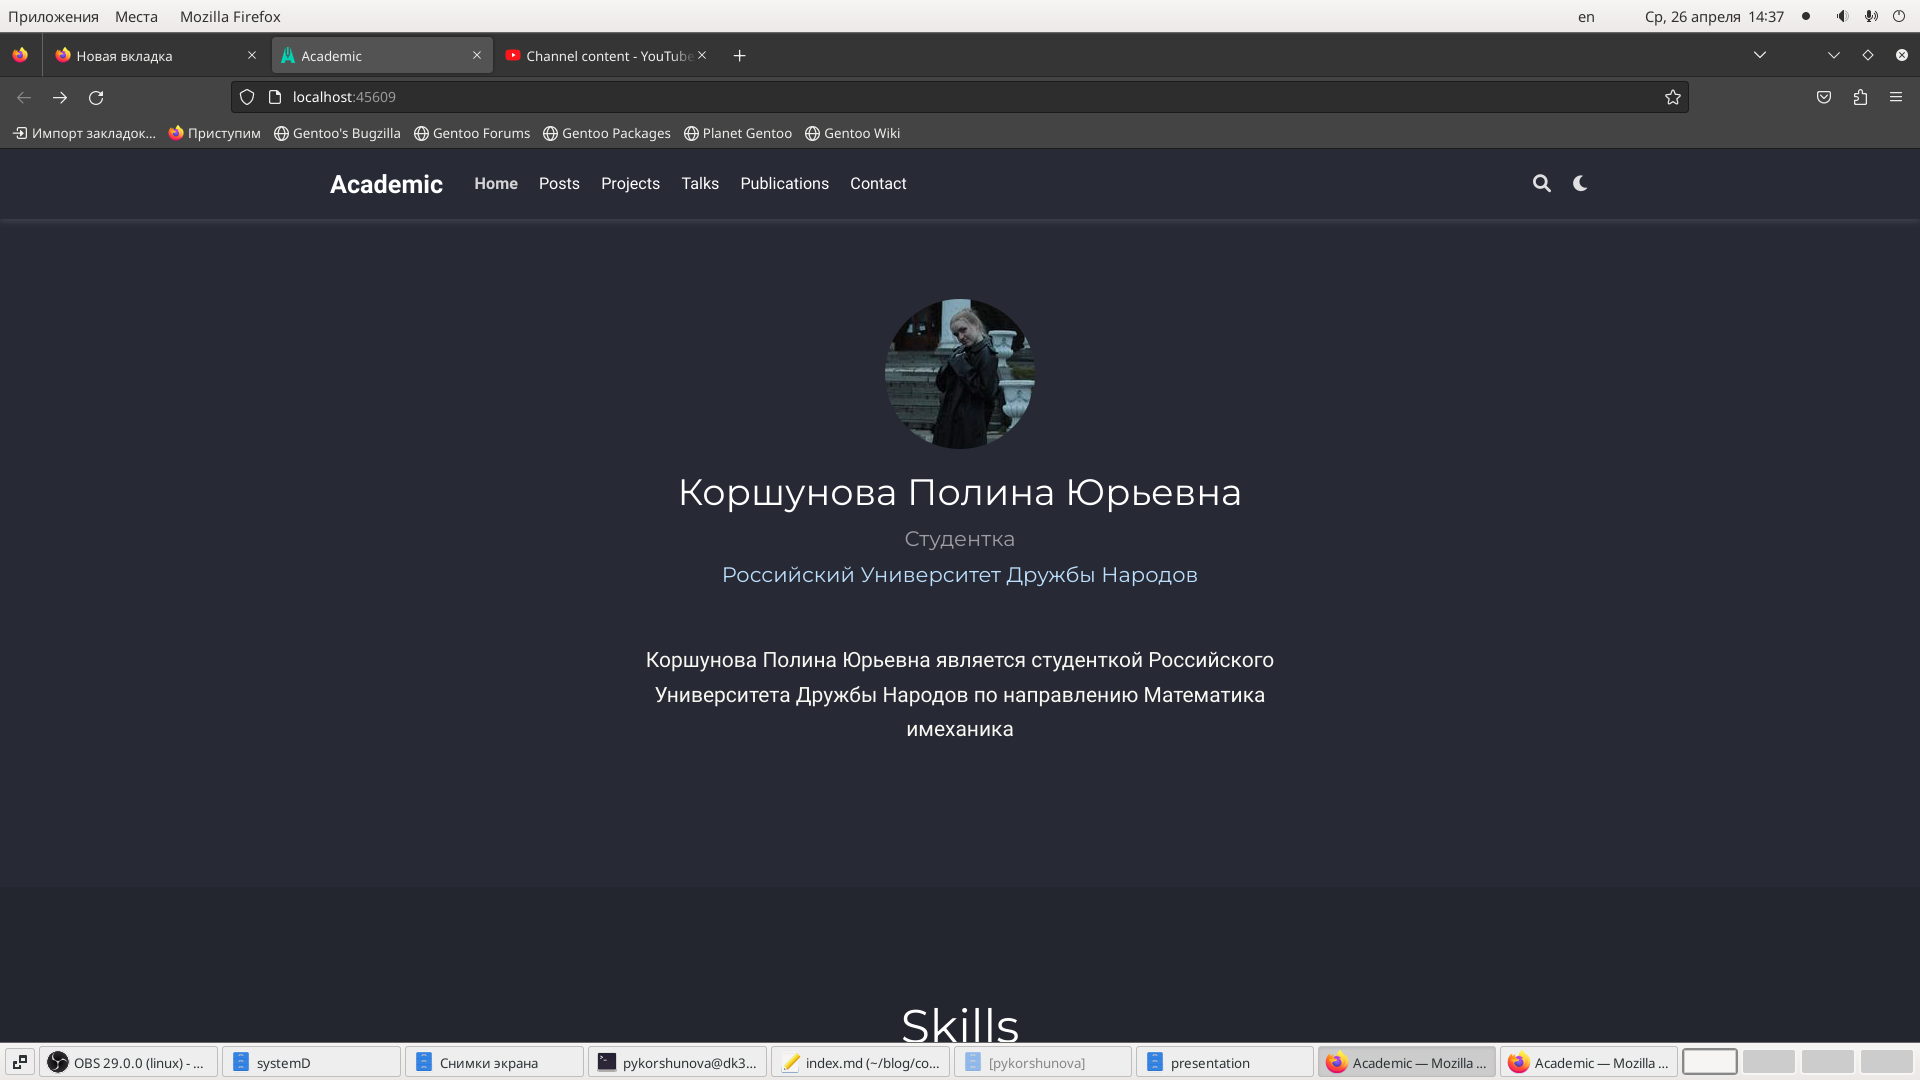 Приложения Места Mozilla Firefox en Ср, 26 апреля 14:37
Новая вкладка Academic Channel content - YouTube
localhost:45609
Импорт закладок... Приступим Gentoo's Bugzilla Gentoo Forums Gentoo Packages Planet Gentoo Gentoo Wiki
Academic Home Posts Projects Talks Publications Contact
Коршунова Полина Юрьевна
Студентка
Российский Университет Дружбы Народов
Коршунова Полина Юрьевна является студенткой Российского
Университета Дружбы Народов по направлению Математика
имеханика
Skills
OBS 29.0.0 (linux) - ... systemD Снимки экрана pykorshunova@dk3... index.md (~/blog/co... [pykorshunova] presentation Academic — Mozilla ... Academic — Mozilla ...